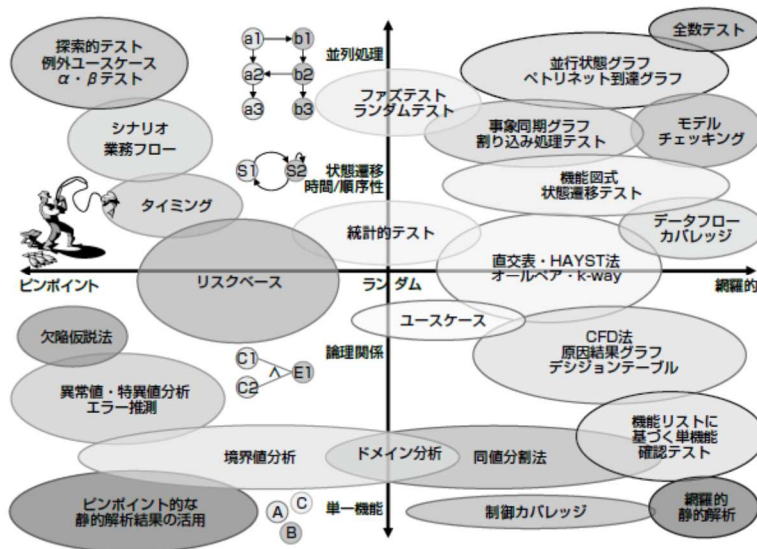 探索的テスト
例外ユースケース
α・βテスト
a1
b1
a2
b2
a3
b3
並列処理
全数テスト
並行状態グラフ
ペトリネット到達グラフ
ファズテスト
ランダムテスト
シナリオ
業務フロー
事象同期グラフ
割り込み処理テスト
モデル
チェッキング
S1
S2
状態遷移
時間/順序性
機能図式
状態遷移テスト
タイミング
統計的テスト
データフロー
カバレッジ
直交表・HAYST法
オールペア・k-way
リスクベース
ピンポイント
ランダム
網羅的
ユースケース
欠陥仮説法
CFD法
原因結果グラフ
デシジョンテーブル
論理関係
C1
C2
^
E1
異常値・特異値分析
エラー推測
機能リストに
基づく単機能
確認テスト
境界値分析
ドメイン分析
同値分割法
ピンポイント的な
静的解析結果の活用
A
C
B
単一機能
制御カバレッジ
網羅的
静的解析